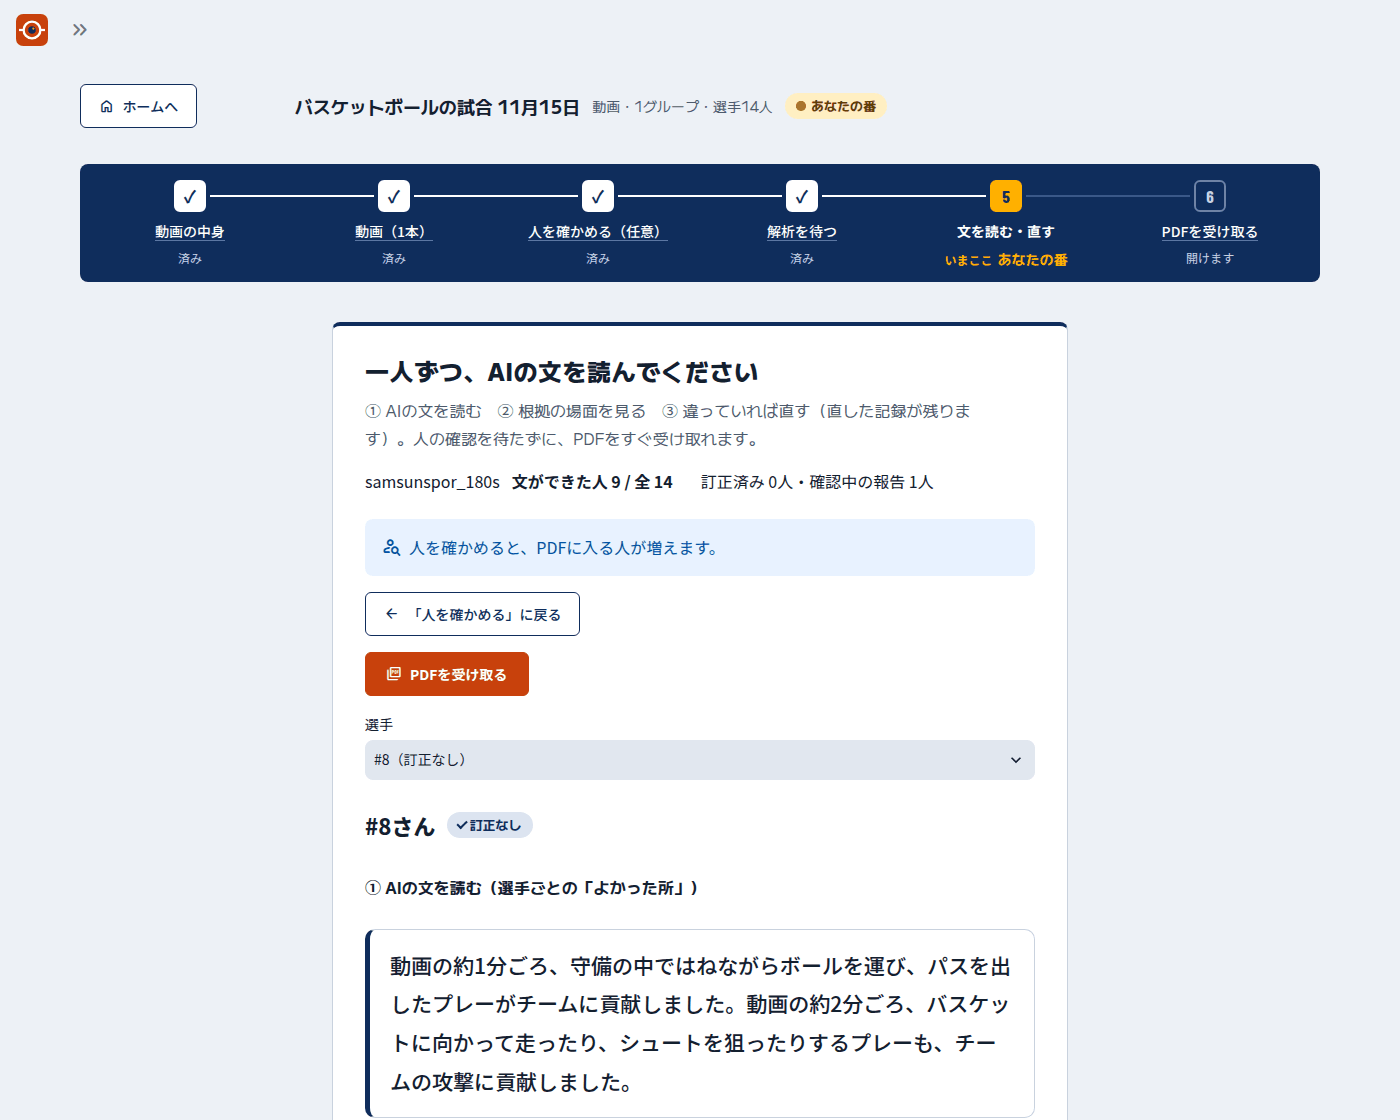 ホームへ
バスケットボールの試合 11月15日 動画・1グループ・選手14人 あなたの番
5 6
動画の中身 動画（1本） 人を確かめる（任意） 解析を待つ 文を読む・直す PDFを受け取る
済み 済み 済み 済み いまここ あなたの番 開けます
一人ずつ、AIの文を読んでください
① AIの文を読む ② 根拠の場面を見る ③ 違っていれば直す（直した記録が残りま
す）。人の確認を待たずに、PDFをすぐ受け取れます。
samsunspor_180s 文ができた人 9 / 全 14 訂正済み 0人・確認中の報告 1人
人を確かめると、PDFに入る人が増えます。
「人を確かめる」に戻る
PDFを受け取る
選手
#8（訂正なし）
#8さん 訂正なし
① AIの文を読む（選手ごとの「よかった所」）
動画の約1分ごろ、守備の中ではねながらボールを運び、パスを出
したプレーがチームに貢献しました。動画の約2分ごろ、バスケッ
トに向かって走ったり、シュートを狙ったりするプレーも、チー
ムの攻撃に貢献しました。